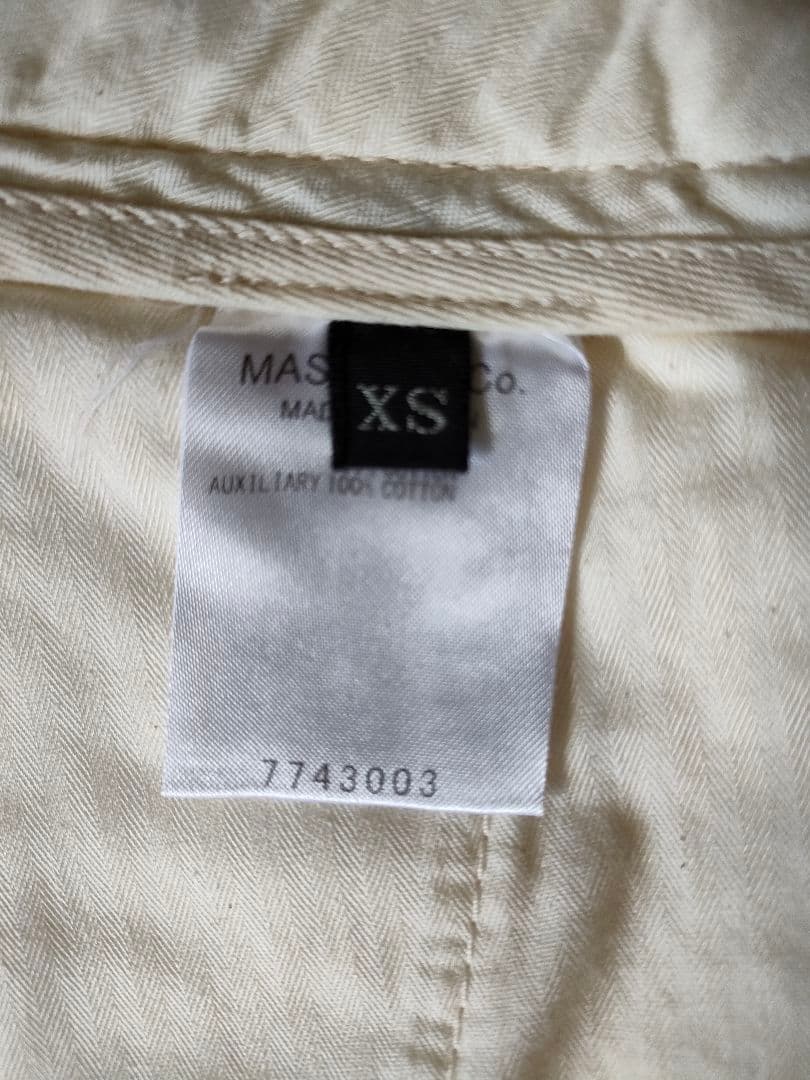 MAS Co.
MAD
XS
AUXILIARY 100% COTTON
7743003